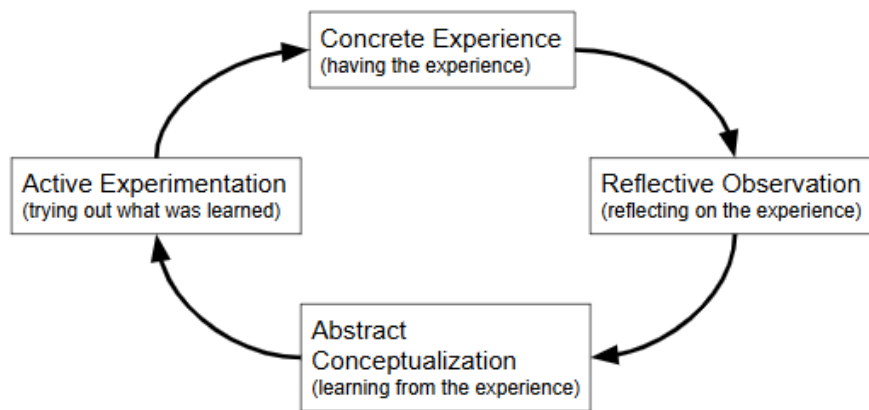 Concrete Experience
(having the experience)
Active Experimentation
(trying out what was learned)
Reflective Observation
(reflecting on the experience)
Abstract
Conceptualization
(learning from the experience)